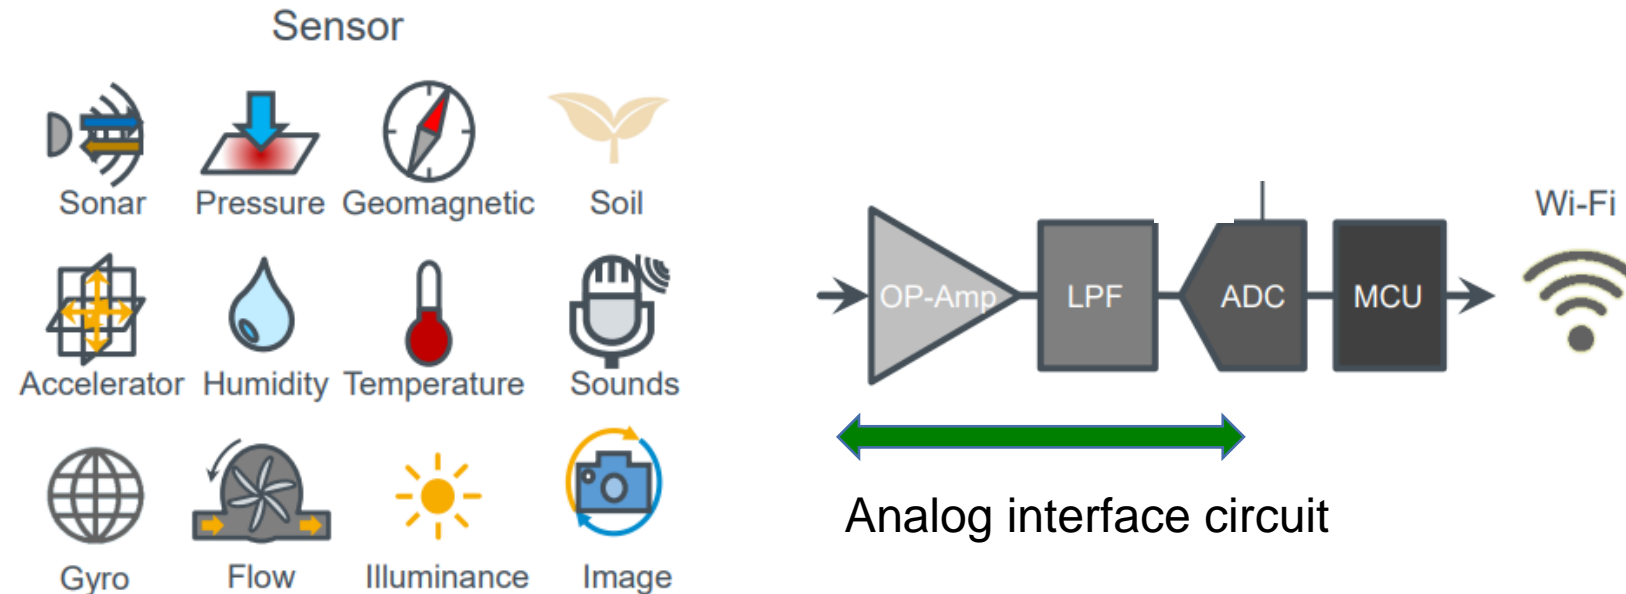 Sensor
Sonar
Pressure
Geomagnetic
Soil
Accelerator
Humidity
Temperature
Sounds
Gyro
Flow
Illuminance
Image
OP-Amp
LPF
ADC
MCU
Wi-Fi
Analog interface circuit